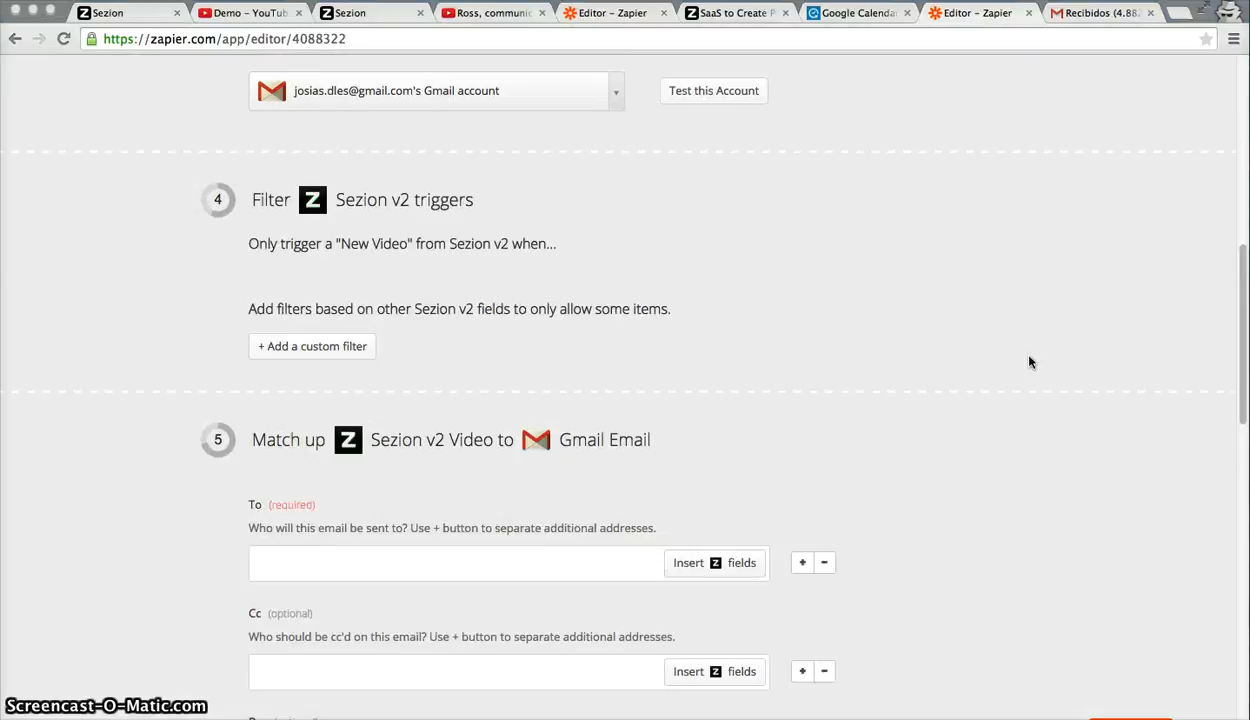 Sezion
Demo – YouTub
Sezion
Ross, communic
Editor – Zapier
SaaS to Create P
Google Calenda
Editor – Zapier
Recibidos (4.882
https://zapier.com/app/editor/4088322
josias.dles@gmail.com's Gmail account
Test this Account
4 Filter Z Sezion v2 triggers
Only trigger a "New Video" from Sezion v2 when...
Add filters based on other Sezion v2 fields to only allow some items.
+ Add a custom filter
5 Match up Z Sezion v2 Video to Gmail Email
To (required)
Who will this email be sent to? Use + button to separate additional addresses.
Insert Z fields + -
Cc (optional)
Who should be cc'd on this email? Use + button to separate additional addresses.
Insert Z fields + -
Screencast-O-Matic.com